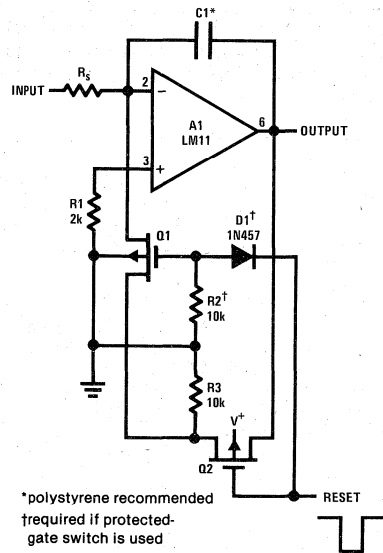 C1*
Rs
INPUT
2
−
A1
LM11
6
OUTPUT
3
+
R1
2k
Q1
D1†
1N457
R2†
10k
R3
10k
V+
Q2
RESET
*polystyrene recommended
†required if protected-
gate switch is used